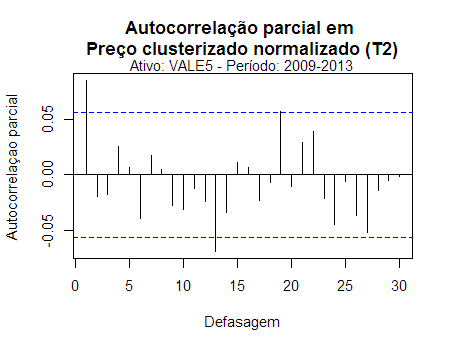 Autocorrelação parcial em
Preço clusterizado normalizado (T2)
Ativo: VALE5 - Período: 2009-2013
Autocorrelaçao parcial
0.05
0.00
-0.05
0 5 10 15 20 25 30
Defasagem